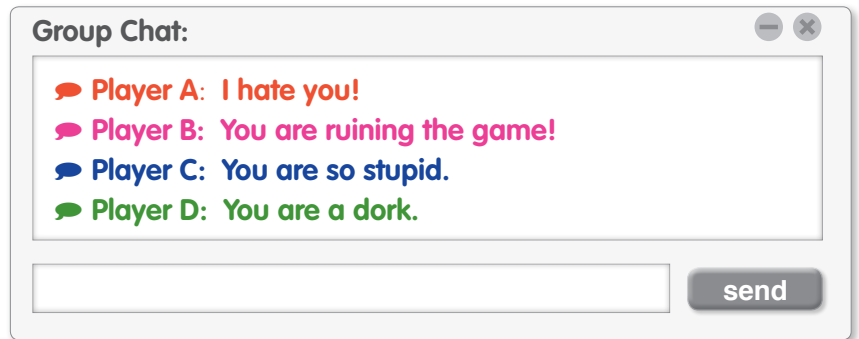 Group Chat:
Player A: I hate you!
Player B: You are ruining the game!
Player C: You are so stupid.
Player D: You are a dork.
send